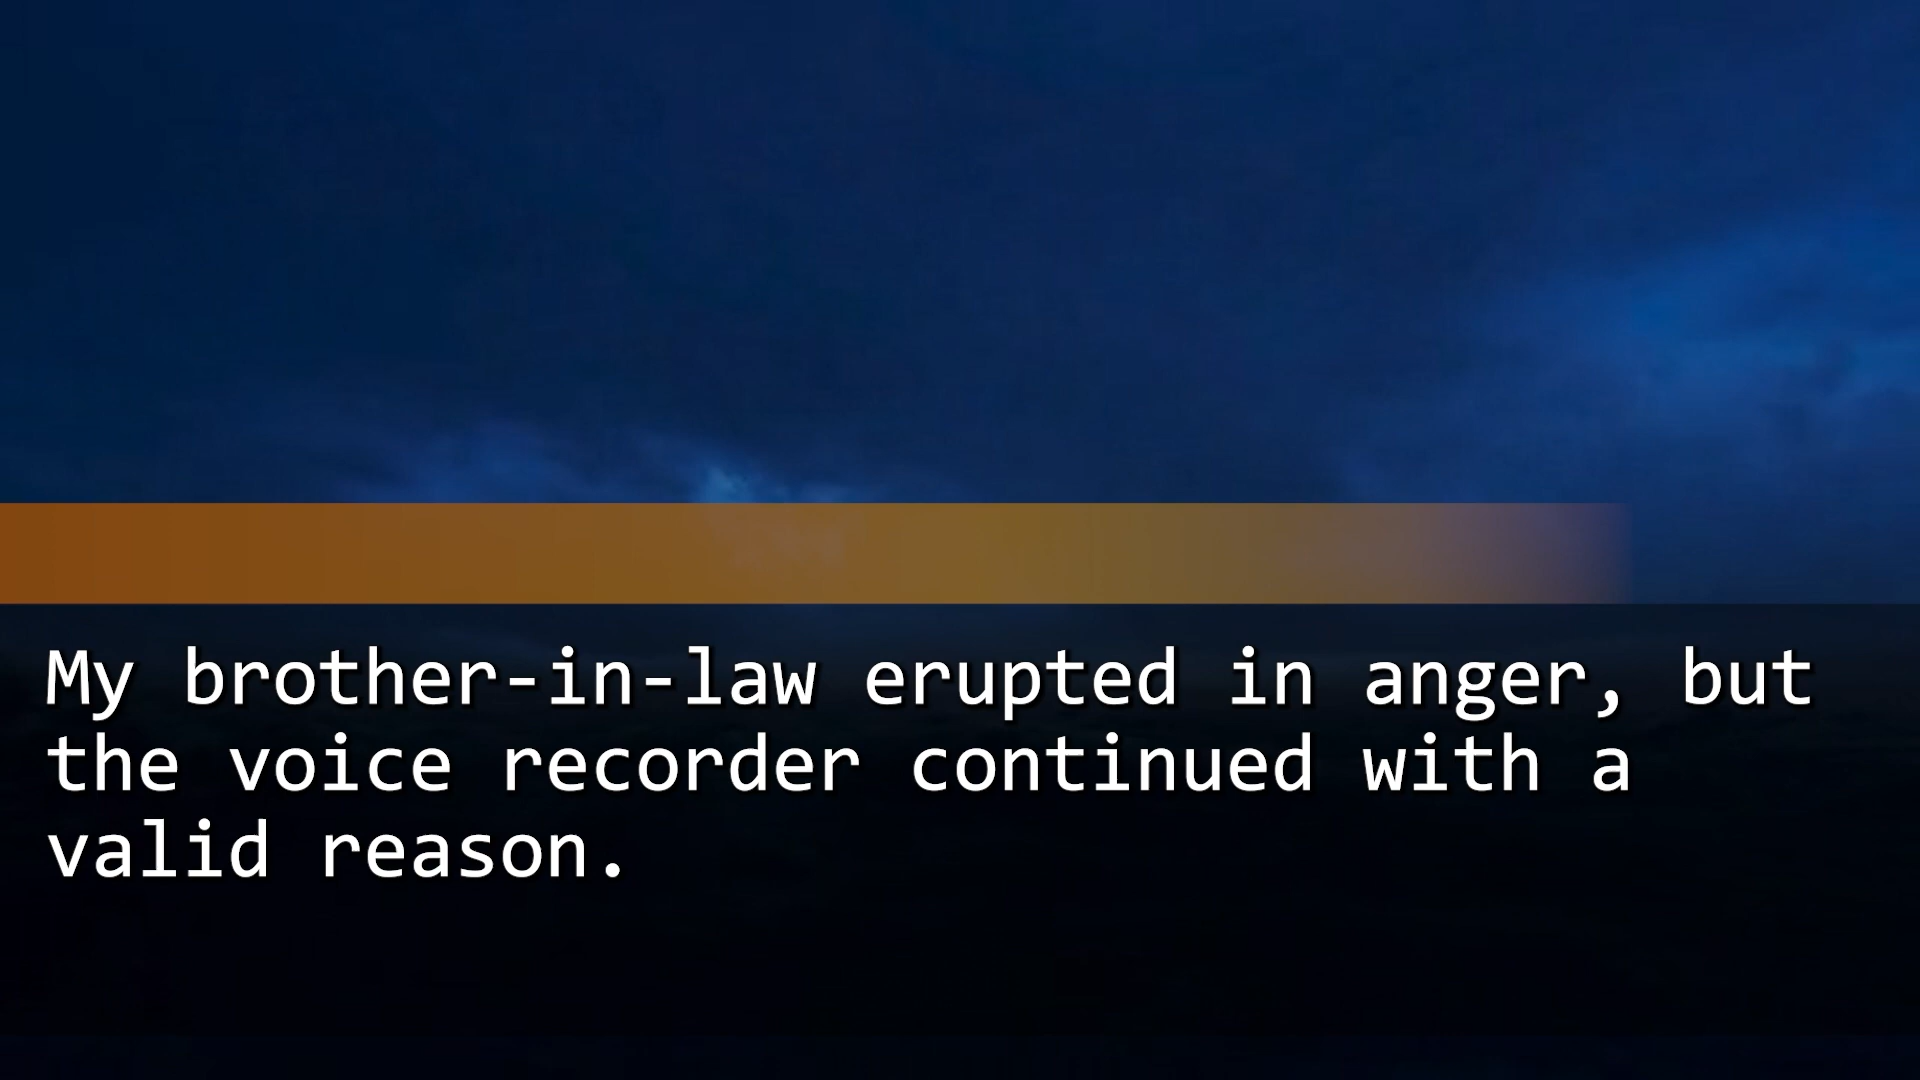 My brother-in-law erupted in anger, but
the voice recorder continued with a
valid reason.